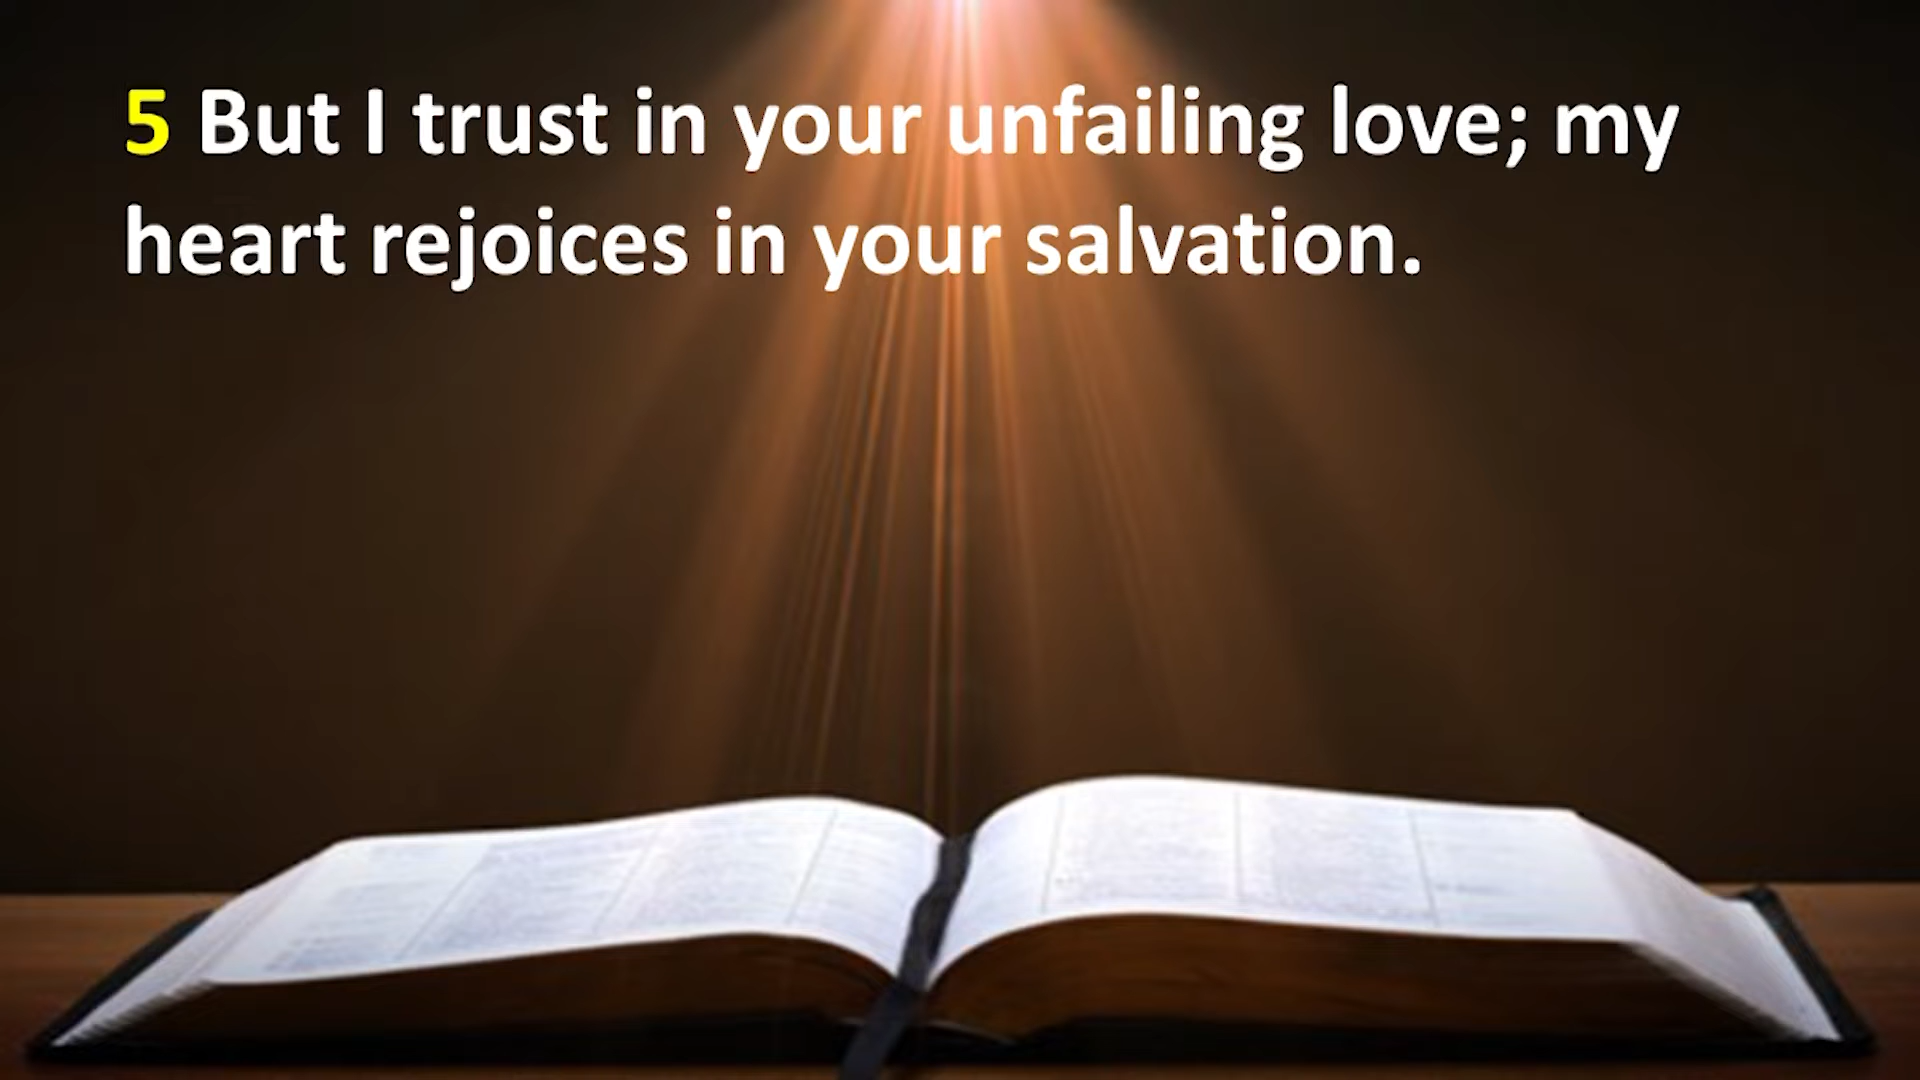 5 But I trust in your unfailing love; my
heart rejoices in your salvation.